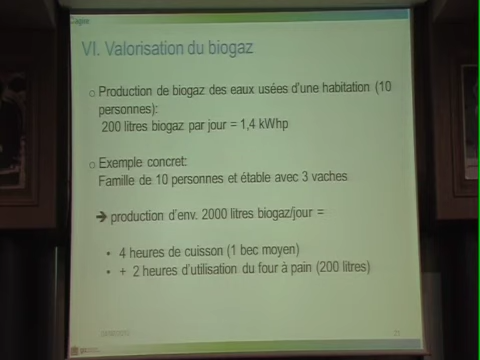 VI. Valorisation du biogaz
o Production de biogaz des eaux usées d'une habitation (10
personnes):
200 litres biogaz par jour = 1,4 kWhp
o Exemple concret:
Famille de 10 personnes et étable avec 3 vaches
➔ production d'env. 2000 litres biogaz/jour =
• 4 heures de cuisson (1 bec moyen)
• + 2 heures d'utilisation du four à pain (200 litres)